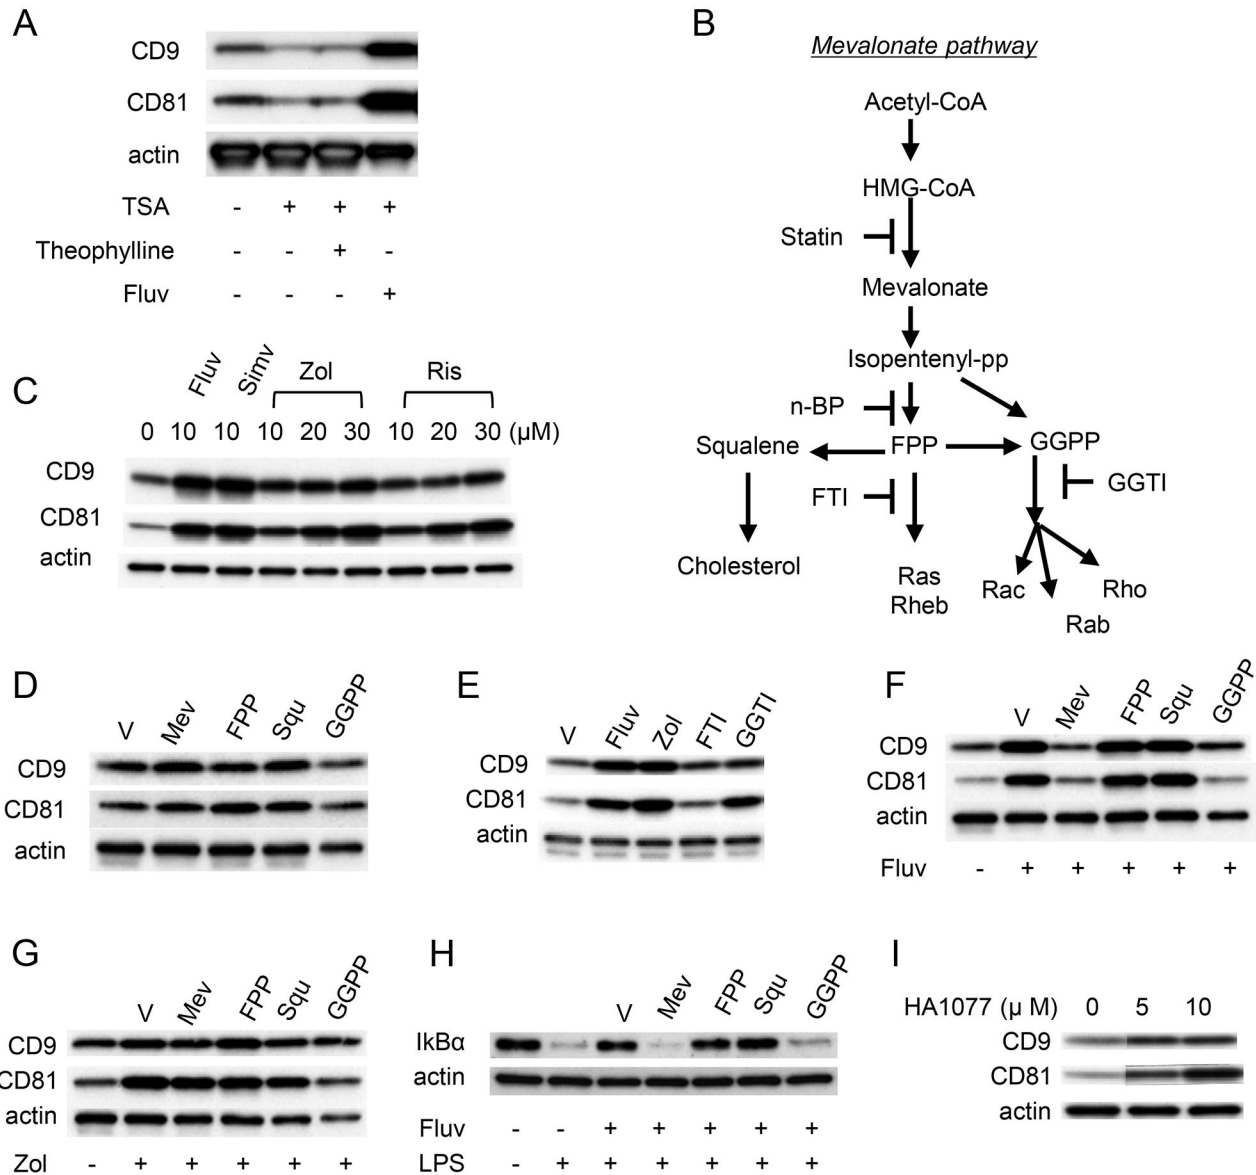 A
CD9
CD81
actin
TSA - + + +
Theophylline - - + -
Fluv - - - +
B
Mevalonate pathway
Acetyl-CoA
HMG-CoA
Statin
Mevalonate
Isopentenyl-pp
n-BP
Squalene FPP GGPP
FTI GGTI
Cholesterol
Ras
Rheb
Rac Rho
Rab
C
Fluv Simv Zol Ris
0 10 10 10 20 30 10 20 30 (μM)
CD9
CD81
actin
D
V Mev FPP Squ GGPP
CD9
CD81
actin
E
V Fluv Zol FTI GGTI
CD9
CD81
actin
F
V Mev FPP Squ GGPP
CD9
CD81
actin
Fluv - + + + + +
G
V Mev FPP Squ GGPP
CD9
CD81
actin
Zol - + + + + +
H
V Mev FPP Squ GGPP
IkBα
actin
Fluv - - + + + + +
LPS - + + + + + +
I
HA1077 (μ M) 0 5 10
CD9
CD81
actin